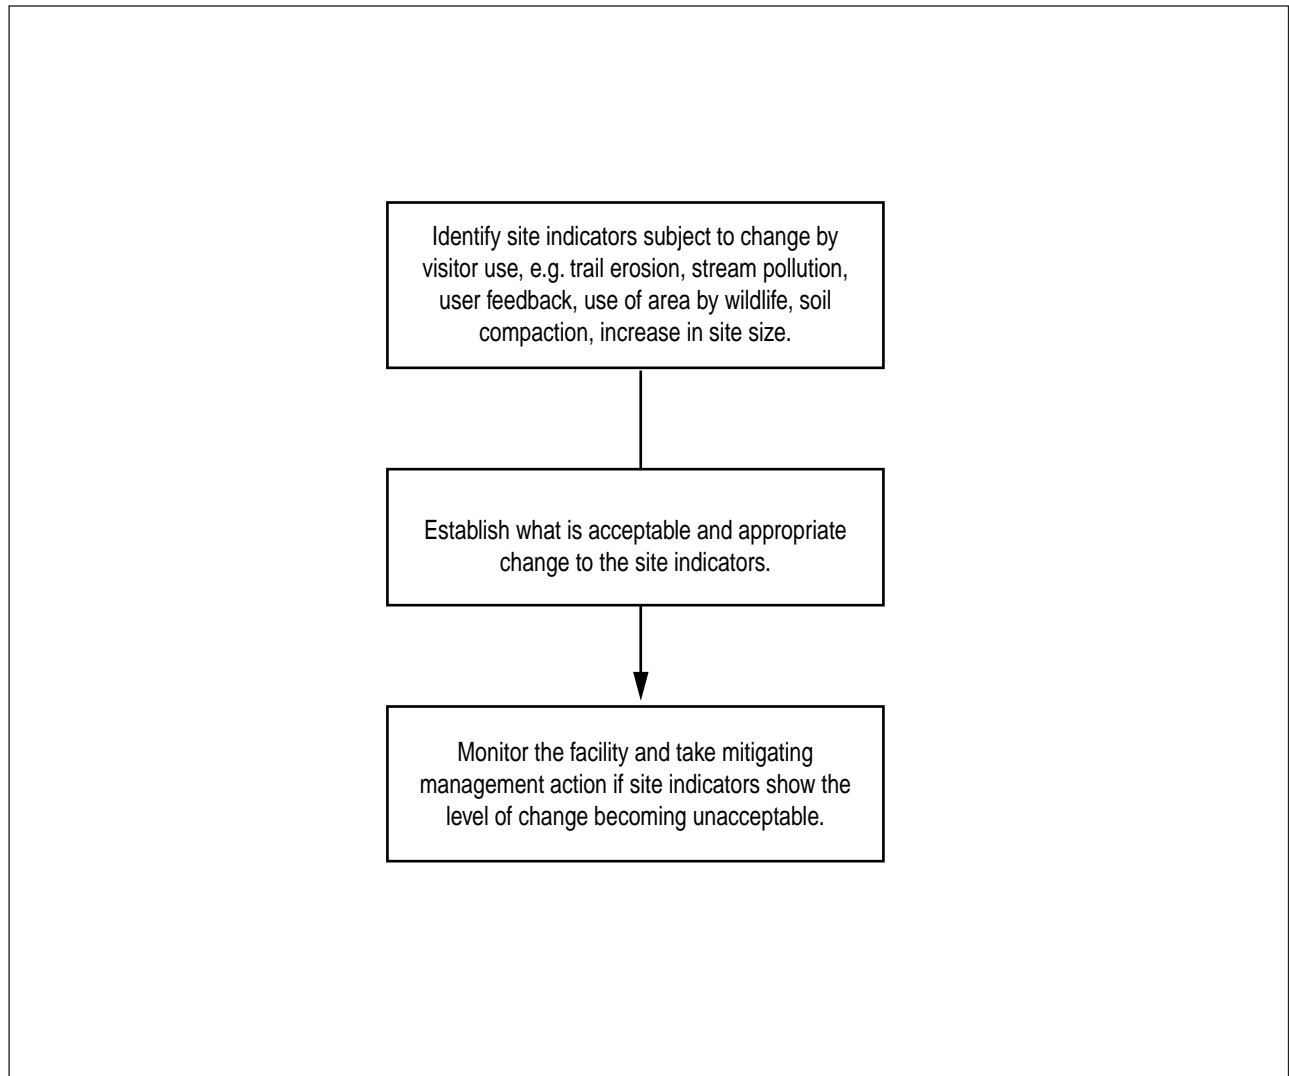 Identify site indicators subject to change by
visitor use, e.g. trail erosion, stream pollution,
user feedback, use of area by wildlife, soil
compaction, increase in site size.
Establish what is acceptable and appropriate
change to the site indicators.
Monitor the facility and take mitigating
management action if site indicators show the
level of change becoming unacceptable.